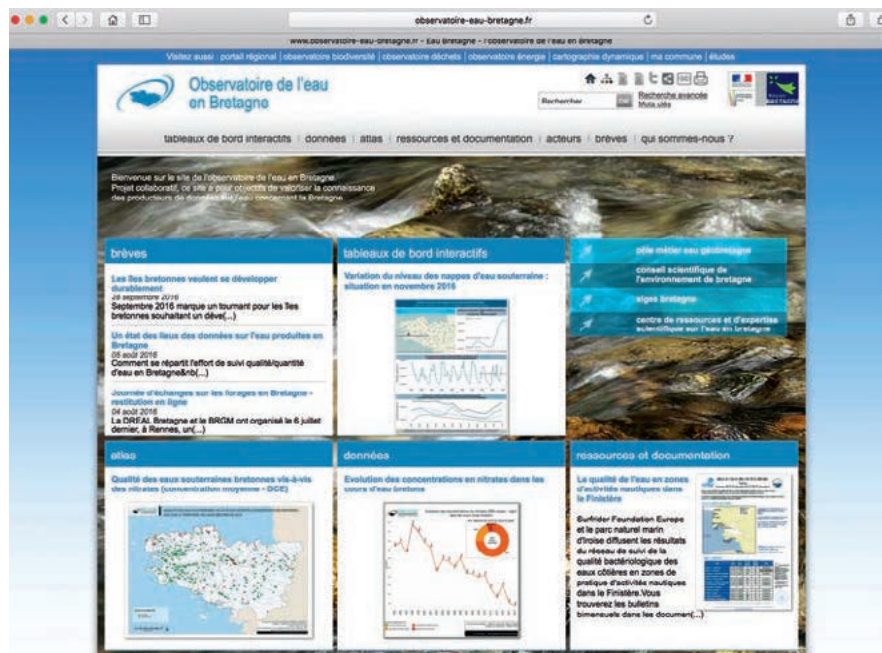 observatoire-eau-bretagne.fr
www.observatoire-eau-bretagne.fr – Eau Bretagne - l'observatoire de l'eau en Bretagne
Visitez aussi : portail régional | observatoire biodiversité | observatoire déchets | observatoire énergie | cartographie dynamique | ma commune | études
Observatoire de l'eau
en Bretagne
Rechercher
Recherche avancée
Mots clés
BRETAGNE
tableaux de bord interactifs | données | atlas | ressources et documentation | acteurs | brèves | qui sommes-nous ?
Bienvenue sur le site de l'observatoire de l'eau en Bretagne.
Projet collaboratif, ce site a pour objectifs de valoriser la connaissance
des producteurs de données sur l'eau concernant la Bretagne
brèves
Les îles bretonnes veulent se développer
durablement
28 septembre 2016
Septembre 2016 marque un tournant pour les îles
bretonnes souhaitant un déve(...)
Un état des lieux des données sur l'eau produites en
Bretagne
05 août 2016
Comment se répartit l'effort de suivi qualité/quantité
d'eau en Bretagne&nb(...)
Journée d'échanges sur les forages en Bretagne -
restitution en ligne
04 août 2016
La DREAL Bretagne et le BRGM ont organisé le 6 juillet
dernier, à Rennes, un(...)
tableaux de bord interactifs
Variation du niveau des nappes d'eau souterraine :
situation en novembre 2016
pôle métier eau géobretagne
conseil scientifique de
l'environnement de bretagne
siges bretagne
centre de ressources et d'expertise
scientifique sur l'eau en bretagne
atlas
Qualité des eaux souterraines bretonnes vis-à-vis
des nitrates (concentration moyenne - DCE)
données
Evolution des concentrations en nitrates dans les
cours d'eau bretons
ressources et documentation
La qualité de l'eau en zones
d'activités nautiques dans
le Finistère
Surfrider Foundation Europe
et le parc naturel marin
d'Iroise diffusent les résultats
du réseau de suivi de la
qualité bactériologique des
eaux côtières en zones de
pratique d'activités nautiques
dans le Finistère.Vous
trouverez les bulletins
bimensuels dans les documen(...)